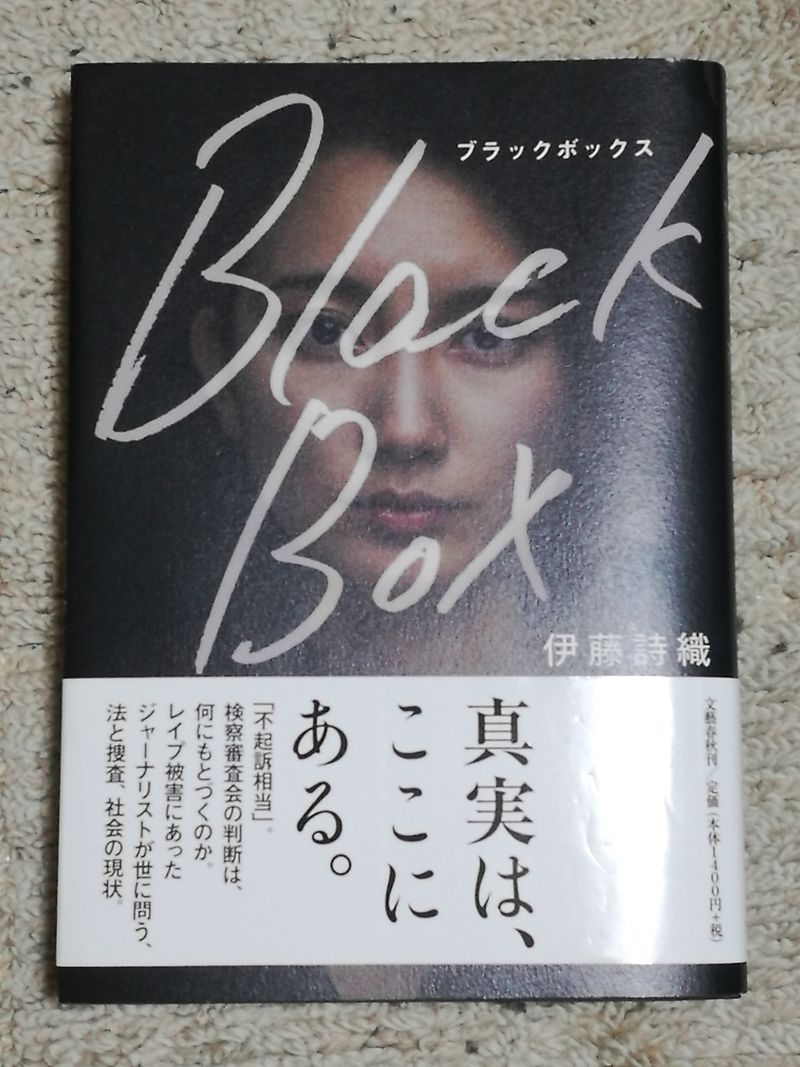 ブラックボックス
Black
Box
伊藤詩織
文藝春秋刊/定価(本体1400円+税)
真実は、
ここに
ある。
「不起訴相当」。
検察審査会の判断は、
何にもとづくのか。
レイプ被害にあった
ジャーナリストが世に問う、
法と捜査、社会の現状。